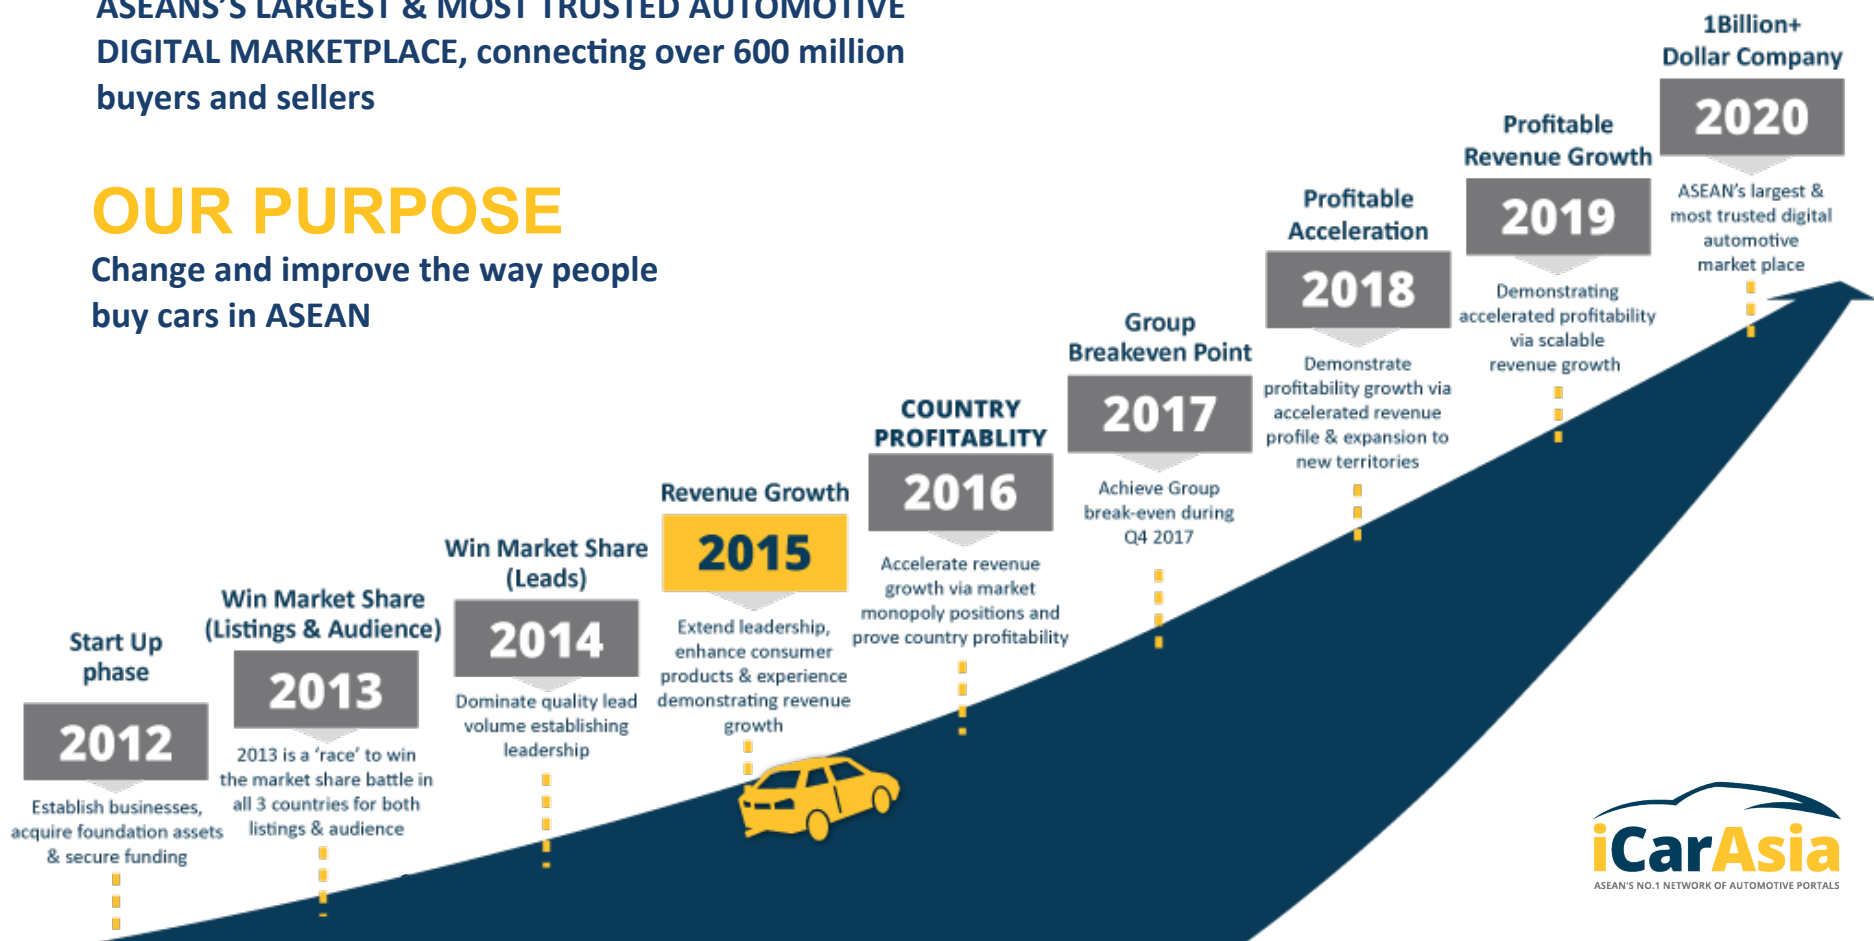 ASEANS'S LARGEST & MOST TRUSTED AUTOMOTIVE
DIGITAL MARKETPLACE, connecting over 600 million
buyers and sellers
OUR PURPOSE
Change and improve the way people
buy cars in ASEAN
Start Up
phase
2012
Establish businesses,
acquire foundation assets
& secure funding
Win Market Share
(Listings & Audience)
2013
2013 is a ‘race’ to win
the market share battle in
all 3 countries for both
listings & audience
Win Market Share
(Leads)
2014
Dominate quality lead
volume establishing
leadership
Revenue Growth
2015
Extend leadership,
enhance consumer
products & experience
demonstrating revenue
growth
COUNTRY
PROFITABLITY
2016
Accelerate revenue
growth via market
monopoly positions and
prove country profitability
Group
Breakeven Point
2017
Achieve Group
break-even during
Q4 2017
Profitable
Acceleration
2018
Demonstrate
profitability growth via
accelerated revenue
profile & expansion to
new territories
Profitable
Revenue Growth
2019
Demonstrating
accelerated profitability
via scalable
revenue growth
1Billion+
Dollar Company
2020
ASEAN's largest &
most trusted digital
automotive
market place
iCarAsia
ASEAN'S NO.1 NETWORK OF AUTOMOTIVE PORTALS